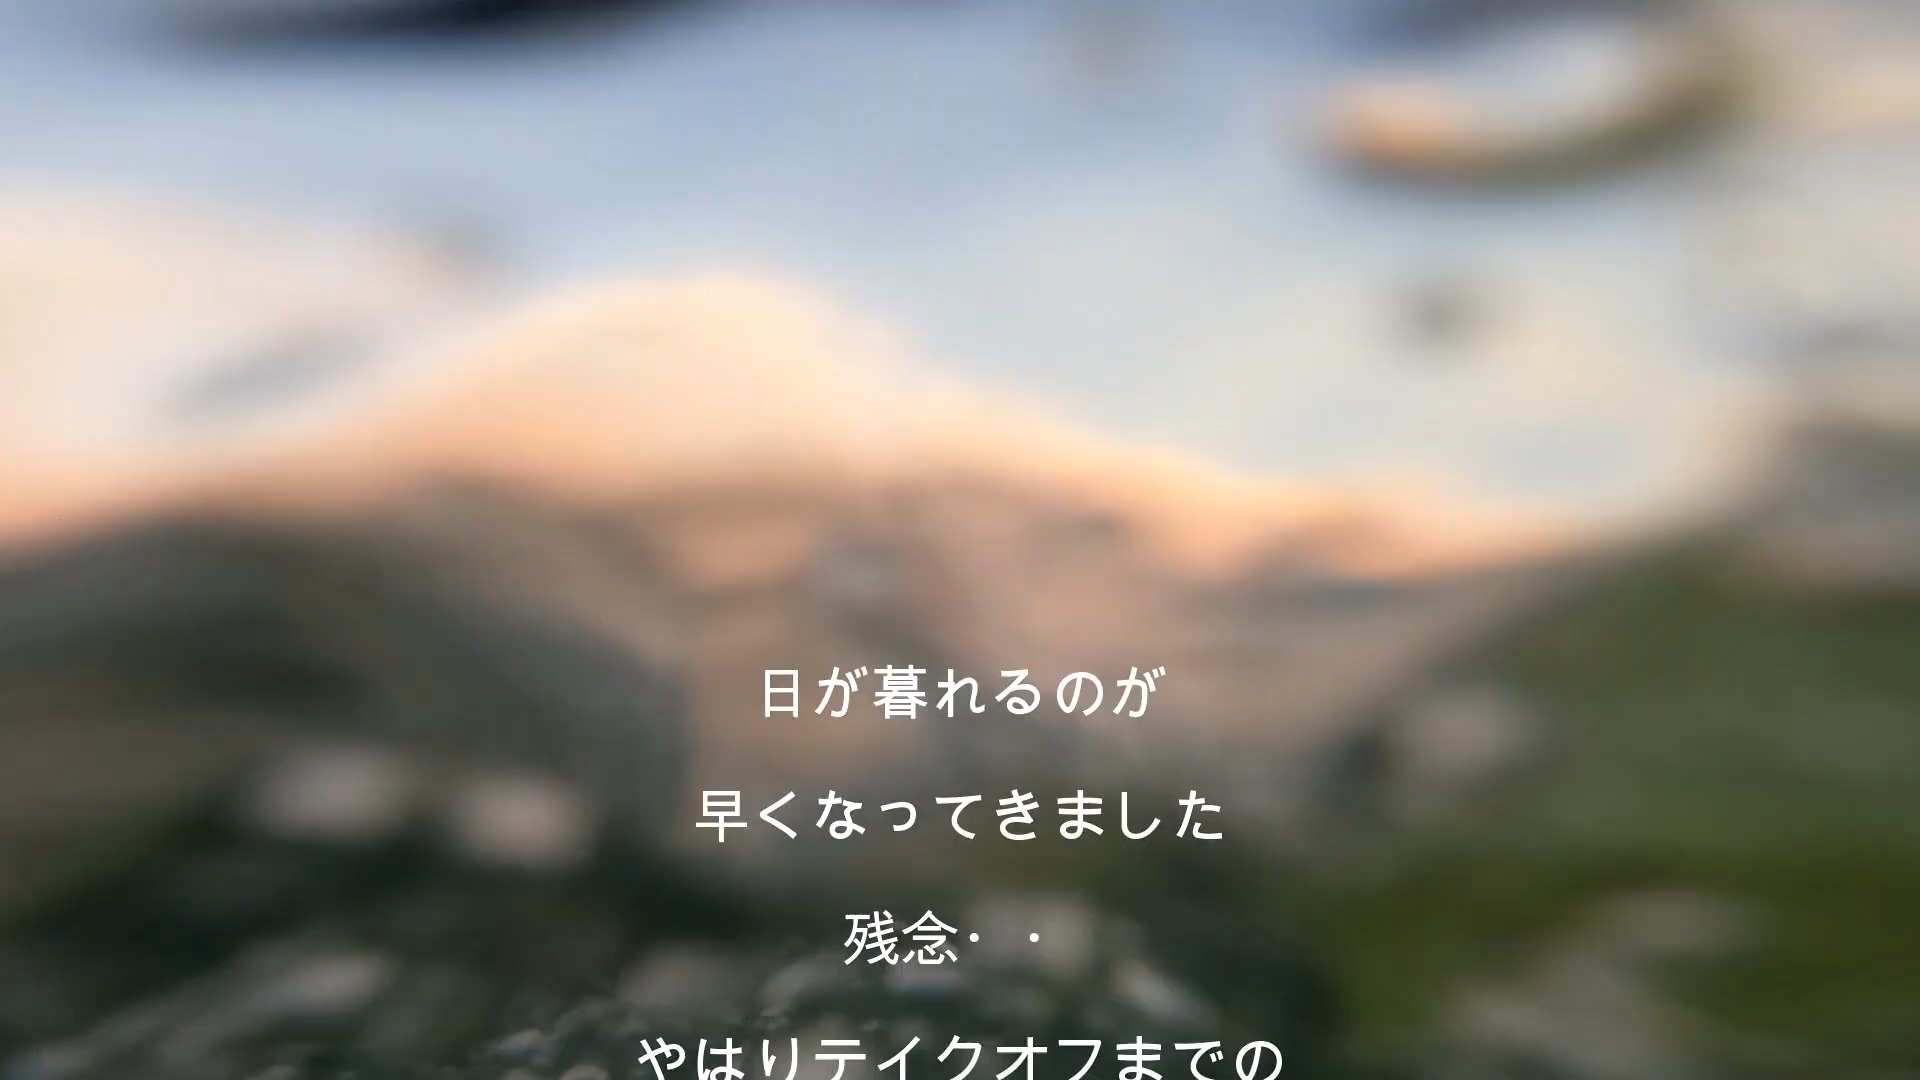 日が暮れるのが
早くなってきました
残念・・
やはりテイクオフまでの